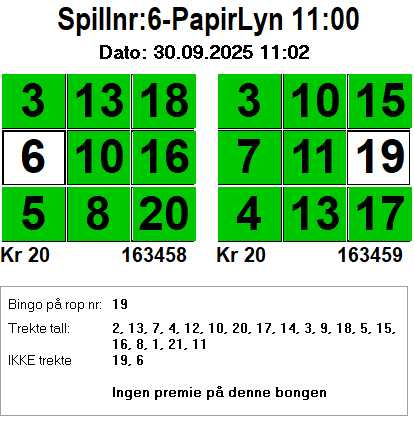 Spillnr:6-PapirLyn 11:00
Dato: 30.09.2025 11:02
3 13 18 3 10 15
6 10 16 7 11 19
5 8 20 4 13 17
Kr 20 163458 Kr 20 163459
Bingo på rop nr: 19
Trekte tall: 2, 13, 7, 4, 12, 10, 20, 17, 14, 3, 9, 18, 5, 15,
16, 8, 1, 21, 11
IKKE trekte 19, 6
Ingen premie på denne bongen